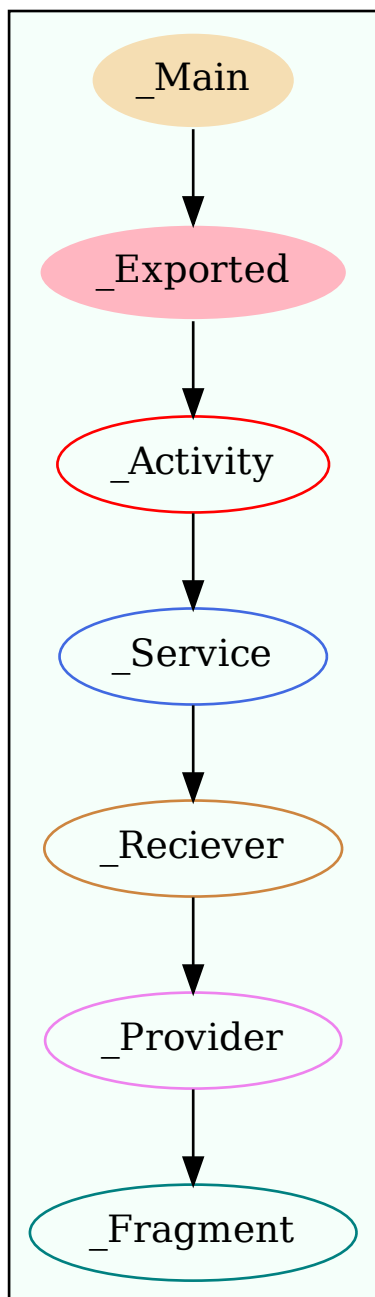 _Main
_Exported
_Activity
_Service
_Reciever
_Provider
_Fragment